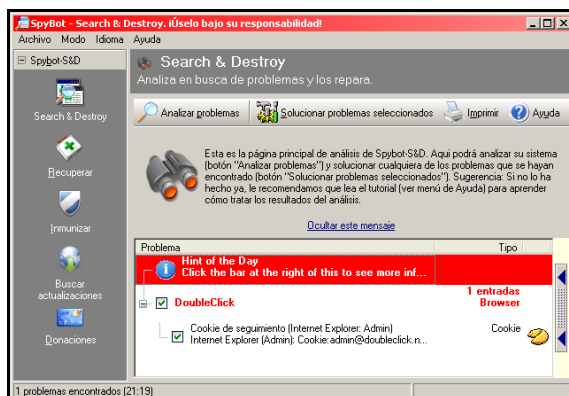 SpyBot - Search & Destroy. ¡Úselo bajo su responsabilidad!
Archivo Modo Idioma Ayuda
Spybot-S&D
Search & Destroy
Analiza en busca de problemas y los repara.
Search & Destroy
Recuperar
Inmunizar
Buscar
actualizaciones
Donaciones
Analizar problemas Solucionar problemas seleccionados Imprimir Ayuda
Esta es la página principal de análisis de Spybot-S&D. Aqui podrá analizar su sistema
(botón "Analizar problemas") y solucionar cualquiera de los problemas que se hayan
encontrado (botón "Solucionar problemas seleccionados"). Sugerencia: Si no lo ha
hecho ya, le recomendamos que lea el tutorial (ver menú de Ayuda) para aprender
cómo tratar los resultados del análisis.
Ocultar este mensaje
Problema Tipo
Hint of the Day
Click the bar at the right of this to see more inf...
DoubleClick 1 entradas
Browser
Cookie de seguimiento (Internet Explorer: Admin) Cookie
Internet Explorer (Admin): Cookie:admin@doubleclick.n...
1 problemas encontrados (21:19)